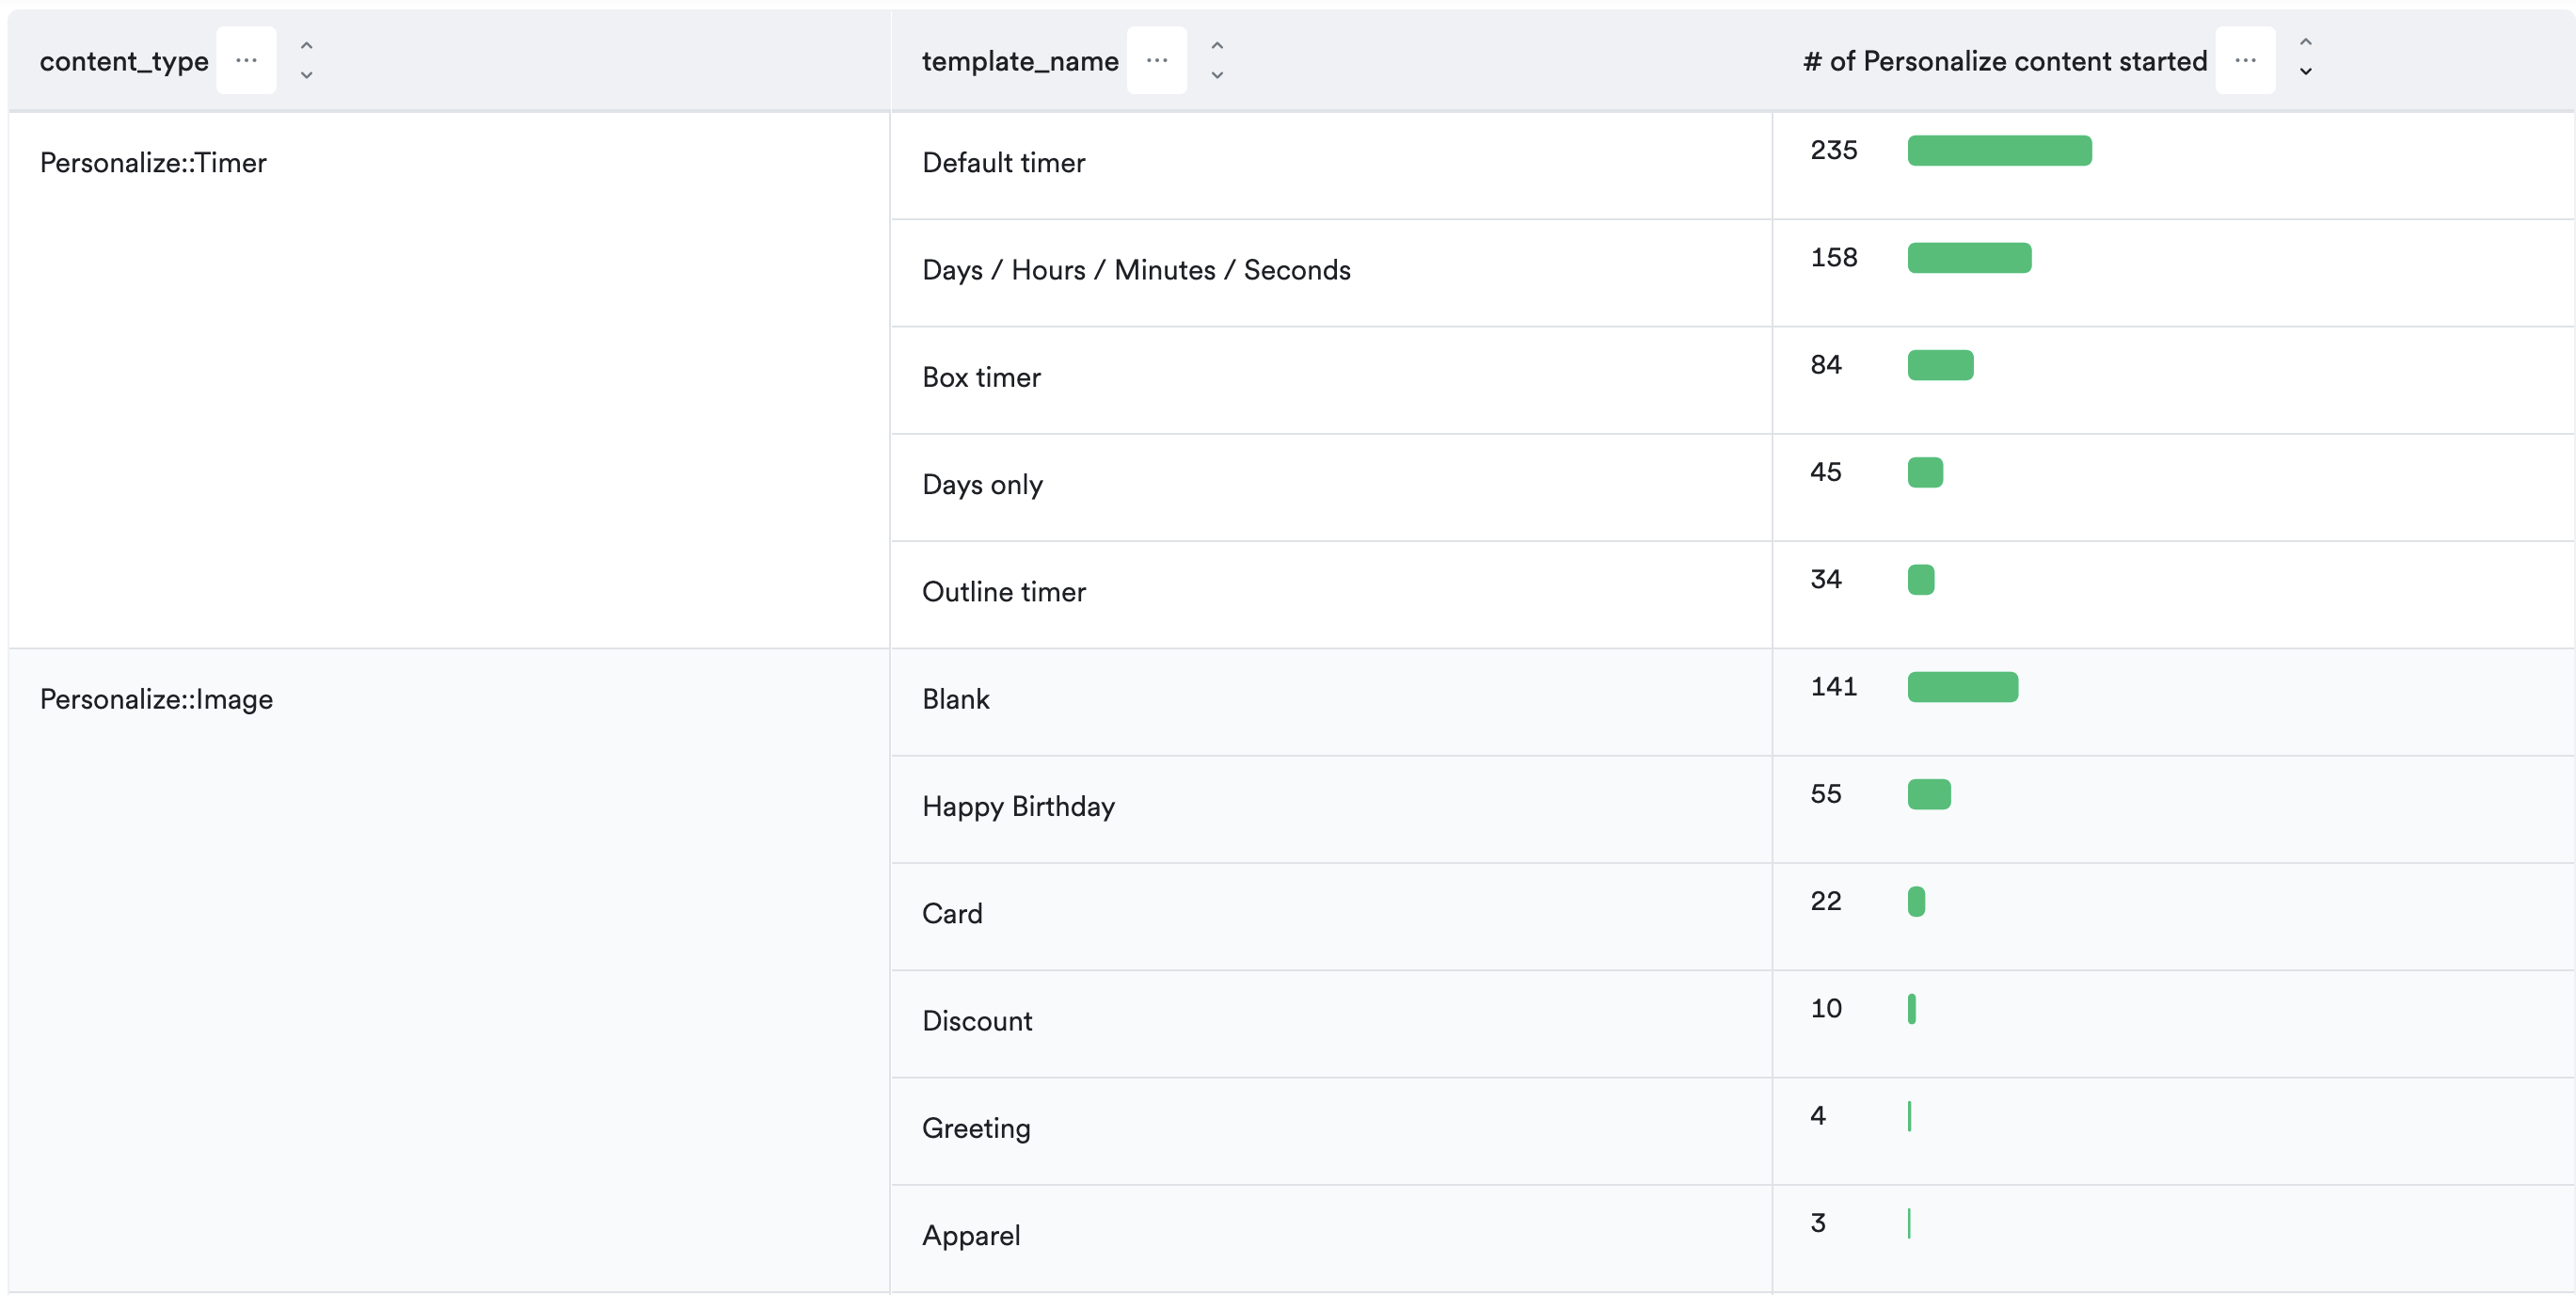 content_type ... template_name ... # of Personalize content started ...
Personalize::Timer Default timer 235
Days / Hours / Minutes / Seconds 158
Box timer 84
Days only 45
Outline timer 34
Personalize::Image Blank 141
Happy Birthday 55
Card 22
Discount 10
Greeting 4
Apparel 3